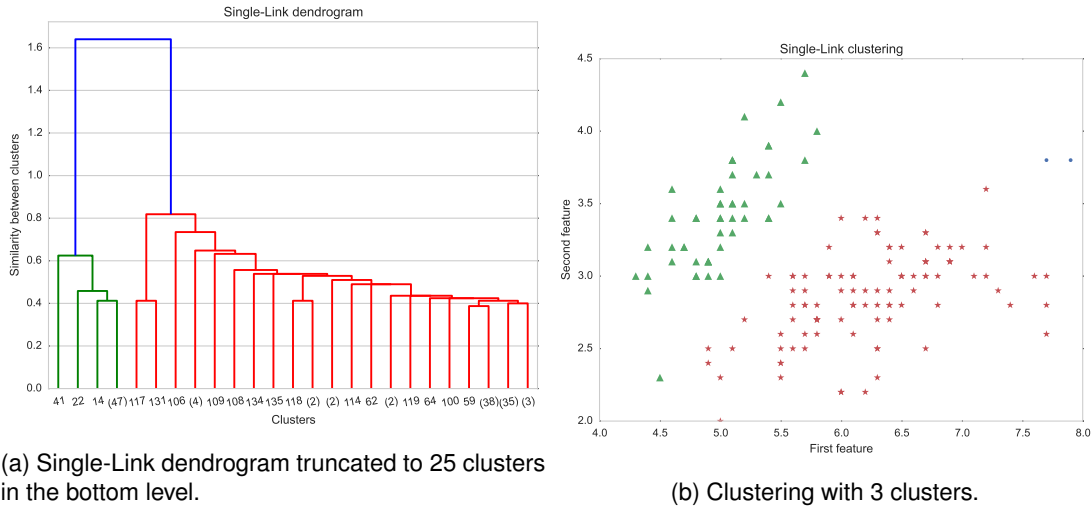 Single-Link dendrogram
Similarity between clusters
1.6
1.4
1.2
1.0
0.8
0.6
0.4
0.2
0.0
41 22 14 (47) 117 131 106 (4) 109 108 134 135 118 (2) (2) 114 62 (2) 119 64 100 59 (38) (35) (3)
Clusters
(a) Single-Link dendrogram truncated to 25 clusters
in the bottom level.
Single-Link clustering
Second feature
4.5
4.0
3.5
3.0
2.5
2.0
4.0 4.5 5.0 5.5 6.0 6.5 7.0 7.5 8.0
First feature
(b) Clustering with 3 clusters.